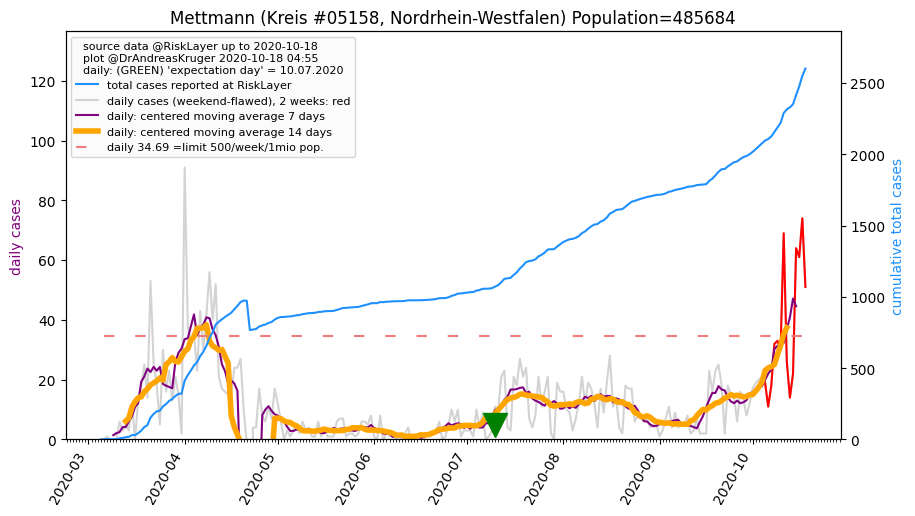 Mettmann (Kreis #05158, Nordrhein-Westfalen) Population=485684
source data @RiskLayer up to 2020-10-18
plot @DrAndreasKruger 2020-10-18 04:55
daily: (GREEN) 'expectation day' = 10.07.2020
total cases reported at RiskLayer
daily cases (weekend-flawed), 2 weeks: red
daily: centered moving average 7 days
daily: centered moving average 14 days
daily 34.69 =limit 500/week/1mio pop.
daily cases
120
100
80
60
40
20
0
2500
2000
1500
1000
500
0
cumulative total cases
2020-03
2020-04
2020-05
2020-06
2020-07
2020-08
2020-09
2020-10